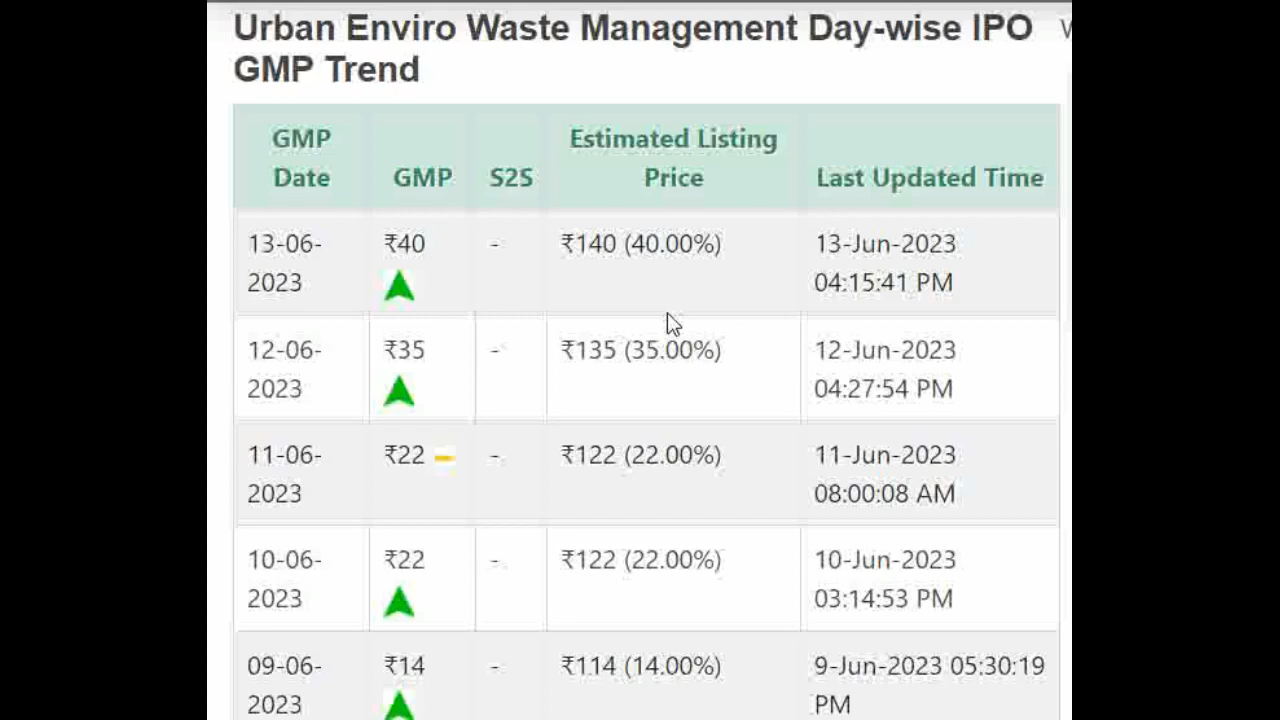 Urban Enviro Waste Management Day-wise IPO
GMP Trend
GMP Date GMP S2S Estimated Listing Price Last Updated Time
13-06-2023 ₹40 - ₹140 (40.00%) 13-Jun-2023 04:15:41 PM
12-06-2023 ₹35 - ₹135 (35.00%) 12-Jun-2023 04:27:54 PM
11-06-2023 ₹22 - ₹122 (22.00%) 11-Jun-2023 08:00:08 AM
10-06-2023 ₹22 - ₹122 (22.00%) 10-Jun-2023 03:14:53 PM
09-06-2023 ₹14 - ₹114 (14.00%) 9-Jun-2023 05:30:19 PM